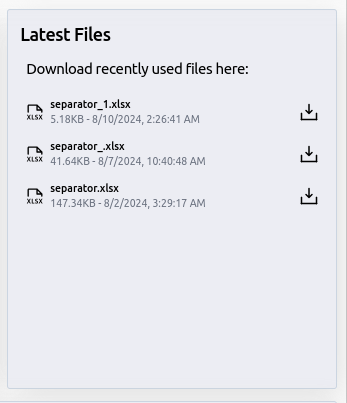 Latest Files
Download recently used files here:
XLSX
separator_1.xlsx
5.18KB - 8/10/2024, 2:26:41 AM
XLSX
separator_.xlsx
41.64KB - 8/7/2024, 10:40:48 AM
XLSX
separator.xlsx
147.34KB - 8/2/2024, 3:29:17 AM